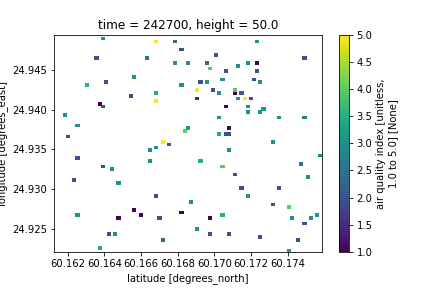 time = 242700, height = 50.0
24.945
24.940
24.935
24.930
24.925
longitude [degrees_east]
60.162 60.164 60.166 60.168 60.170 60.172 60.174
latitude [degrees_north]
5.0
4.5
4.0
3.5
3.0
2.5
2.0
1.5
1.0
air quality index [unitless,
1.0 to 5.0] [None]